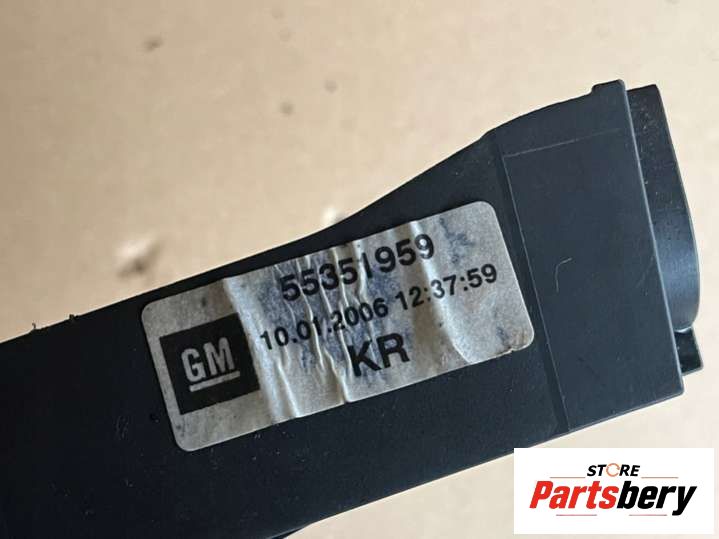 55351959
GM
10.01.2006 12:37:59
KR
STORE
Partsbery